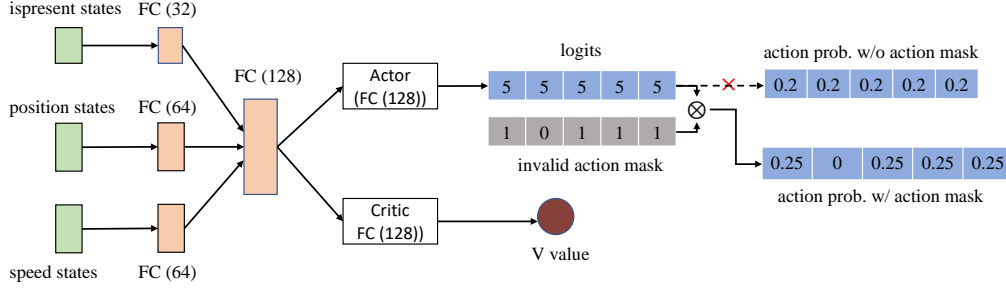 ispresent states
FC (32)
FC (128)
position states
FC (64)
speed states
FC (64)
Actor
(FC (128))
Critic
FC (128))
logits
5 5 5 5 5
1 0 1 1 1
invalid action mask
V value
action prob. w/o action mask
0.2 0.2 0.2 0.2 0.2
0.25 0 0.25 0.25 0.25
action prob. w/ action mask